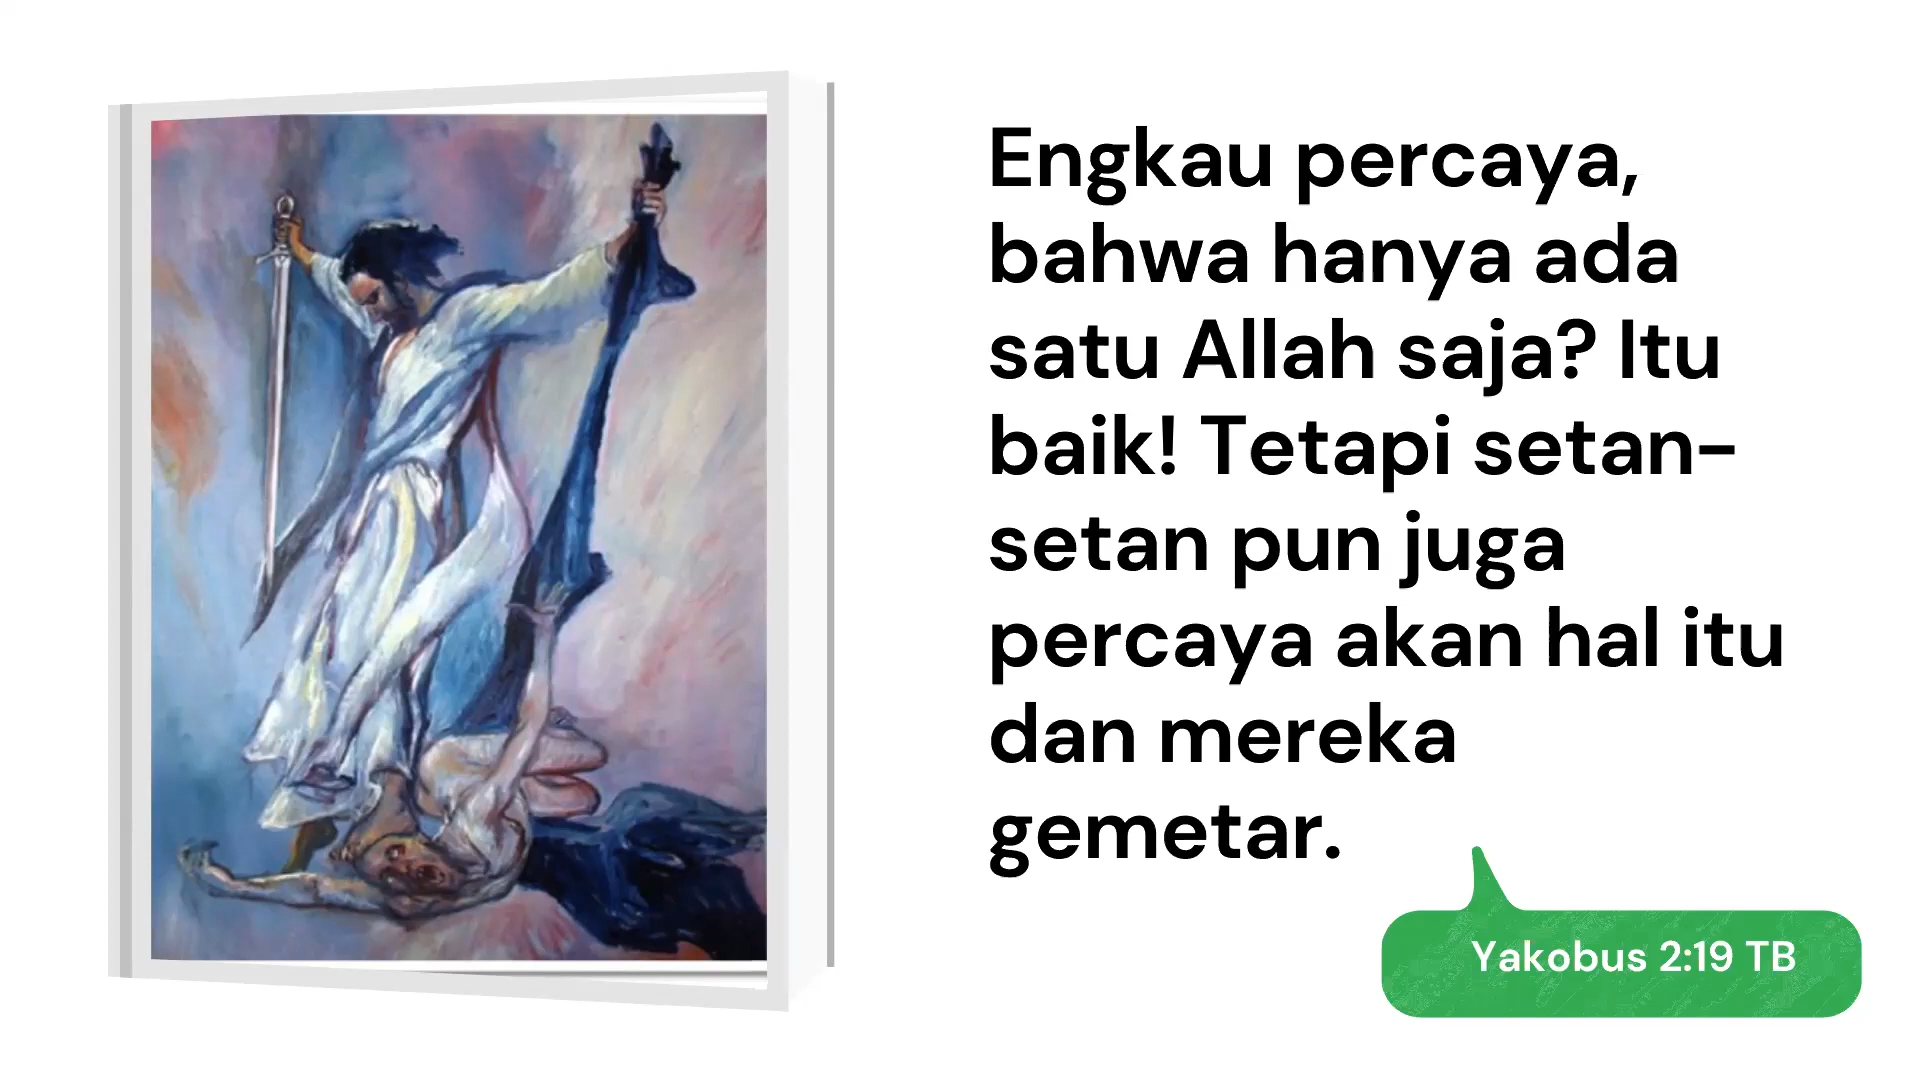 Engkau percaya,
bahwa hanya ada
satu Allah saja? Itu
baik! Tetapi setan-
setan pun juga
percaya akan hal itu
dan mereka
gemetar.
Yakobus 2:19 TB